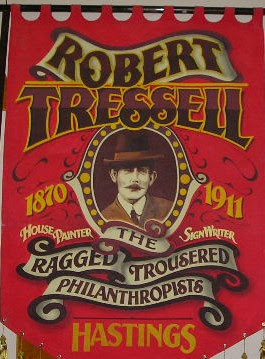 ROBERT
TRESSELL
1870 1911
HOUSE PAINTER SIGN WRITER
THE
RAGGED TROUSERED
PHILANTHROPISTS
HASTINGS